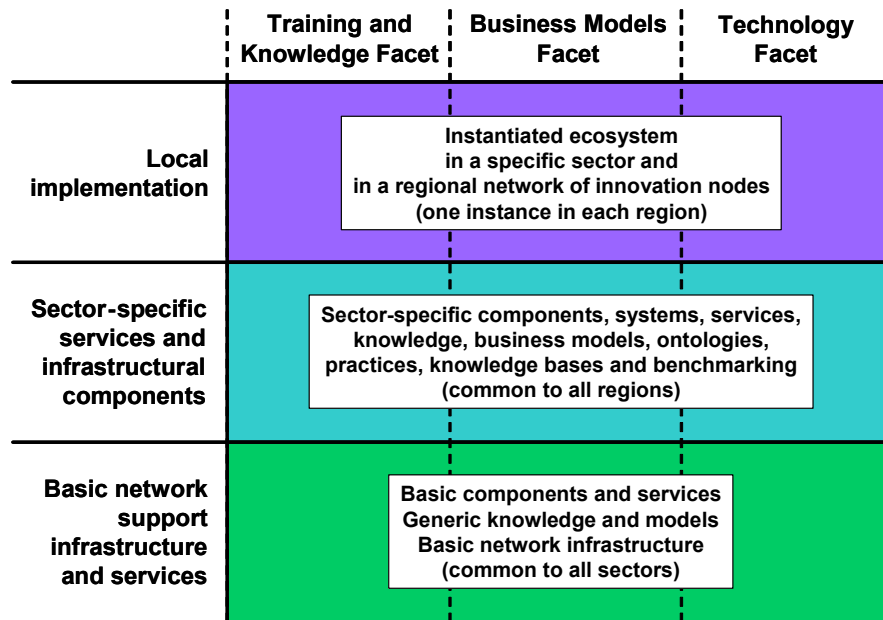 Training and
Knowledge Facet
Business Models
Facet
Technology
Facet
Local
implementation
Instantiated ecosystem
in a specific sector and
in a regional network of innovation nodes
(one instance in each region)
Sector-specific
services and
infrastructural
components
Sector-specific components, systems, services,
knowledge, business models, ontologies,
practices, knowledge bases and benchmarking
(common to all regions)
Basic network
support
infrastructure
and services
Basic components and services
Generic knowledge and models
Basic network infrastructure
(common to all sectors)